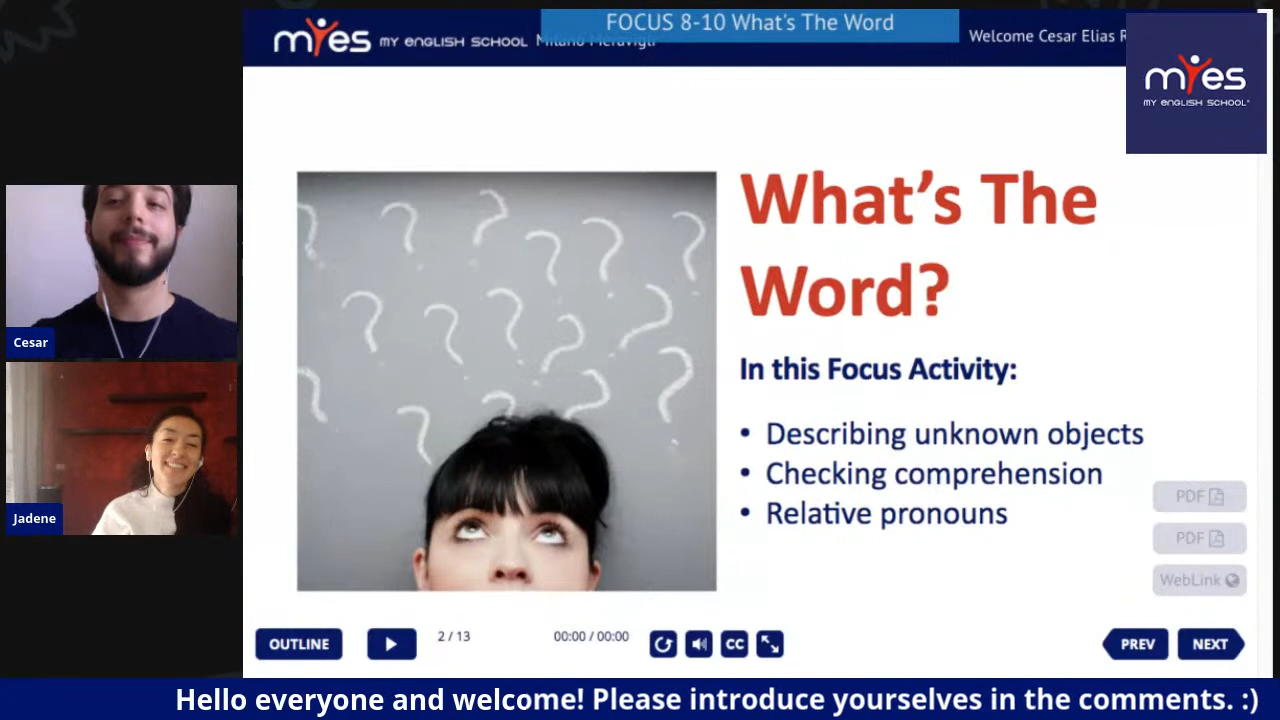 FOCUS 8-10 What's The Word
myes MY ENGLISH SCHOOL Milano Meravigli
Welcome Cesar Elias R
myes
MY ENGLISH SCHOOL
What's The
Word?
In this Focus Activity:
• Describing unknown objects
• Checking comprehension
• Relative pronouns
Cesar
Jadene
PDF
PDF
WebLink
OUTLINE
2 / 13
00:00 / 00:00
CC
PREV
NEXT
Hello everyone and welcome! Please introduce yourselves in the comments. :)